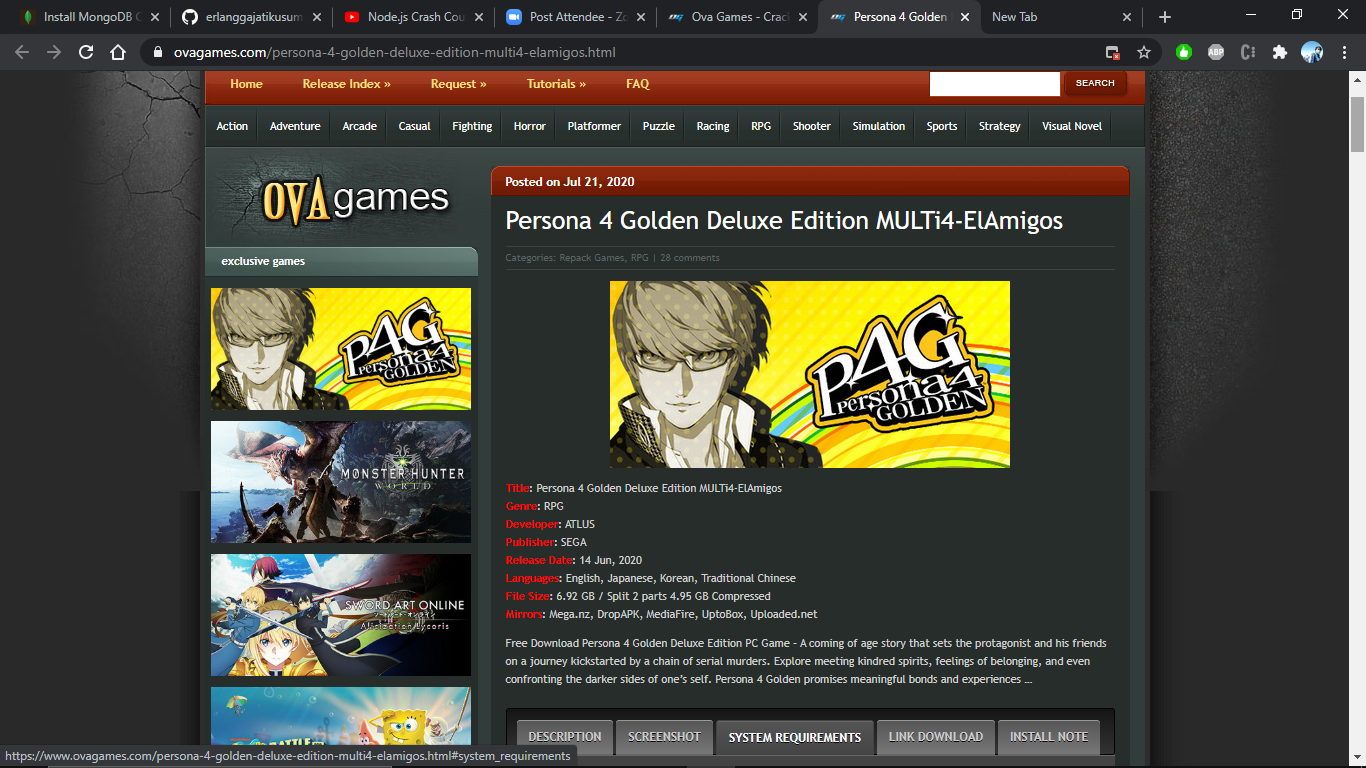 Install MongoDB C
erlanggajatikusum
Node.js Crash Cou
Post Attendee - Zo
Ova Games - Crac
Persona 4 Golden
New Tab
ovagames.com/persona-4-golden-deluxe-edition-multi4-elamigos.html
ABP
Home
Release Index »
Request »
Tutorials »
FAQ
SEARCH
Action
Adventure
Arcade
Casual
Fighting
Horror
Platformer
Puzzle
Racing
RPG
Shooter
Simulation
Sports
Strategy
Visual Novel
OVAgames
exclusive games
P4G
Persona4
GOLDEN
MONSTER HUNTER
WORLD
SWORD ART ONLINE
Alicization Lycoris
Posted on Jul 21, 2020
Persona 4 Golden Deluxe Edition MULTi4-ElAmigos
Categories: Repack Games, RPG | 28 comments
P4G
Persona4
GOLDEN
Title: Persona 4 Golden Deluxe Edition MULTi4-ElAmigos
Genre: RPG
Developer: ATLUS
Publisher: SEGA
Release Date: 14 Jun, 2020
Languages: English, Japanese, Korean, Traditional Chinese
File Size: 6.92 GB / Split 2 parts 4.95 GB Compressed
Mirrors: Mega.nz, DropAPK, MediaFire, UptoBox, Uploaded.net
Free Download Persona 4 Golden Deluxe Edition PC Game – A coming of age story that sets the protagonist and his friends
on a journey kickstarted by a chain of serial murders. Explore meeting kindred spirits, feelings of belonging, and even
confronting the darker sides of one's self. Persona 4 Golden promises meaningful bonds and experiences ...
DESCRIPTION
SCREENSHOT
SYSTEM REQUIREMENTS
LINK DOWNLOAD
INSTALL NOTE
https://www.ovagames.com/persona-4-golden-deluxe-edition-multi4-elamigos.html#system_requirements